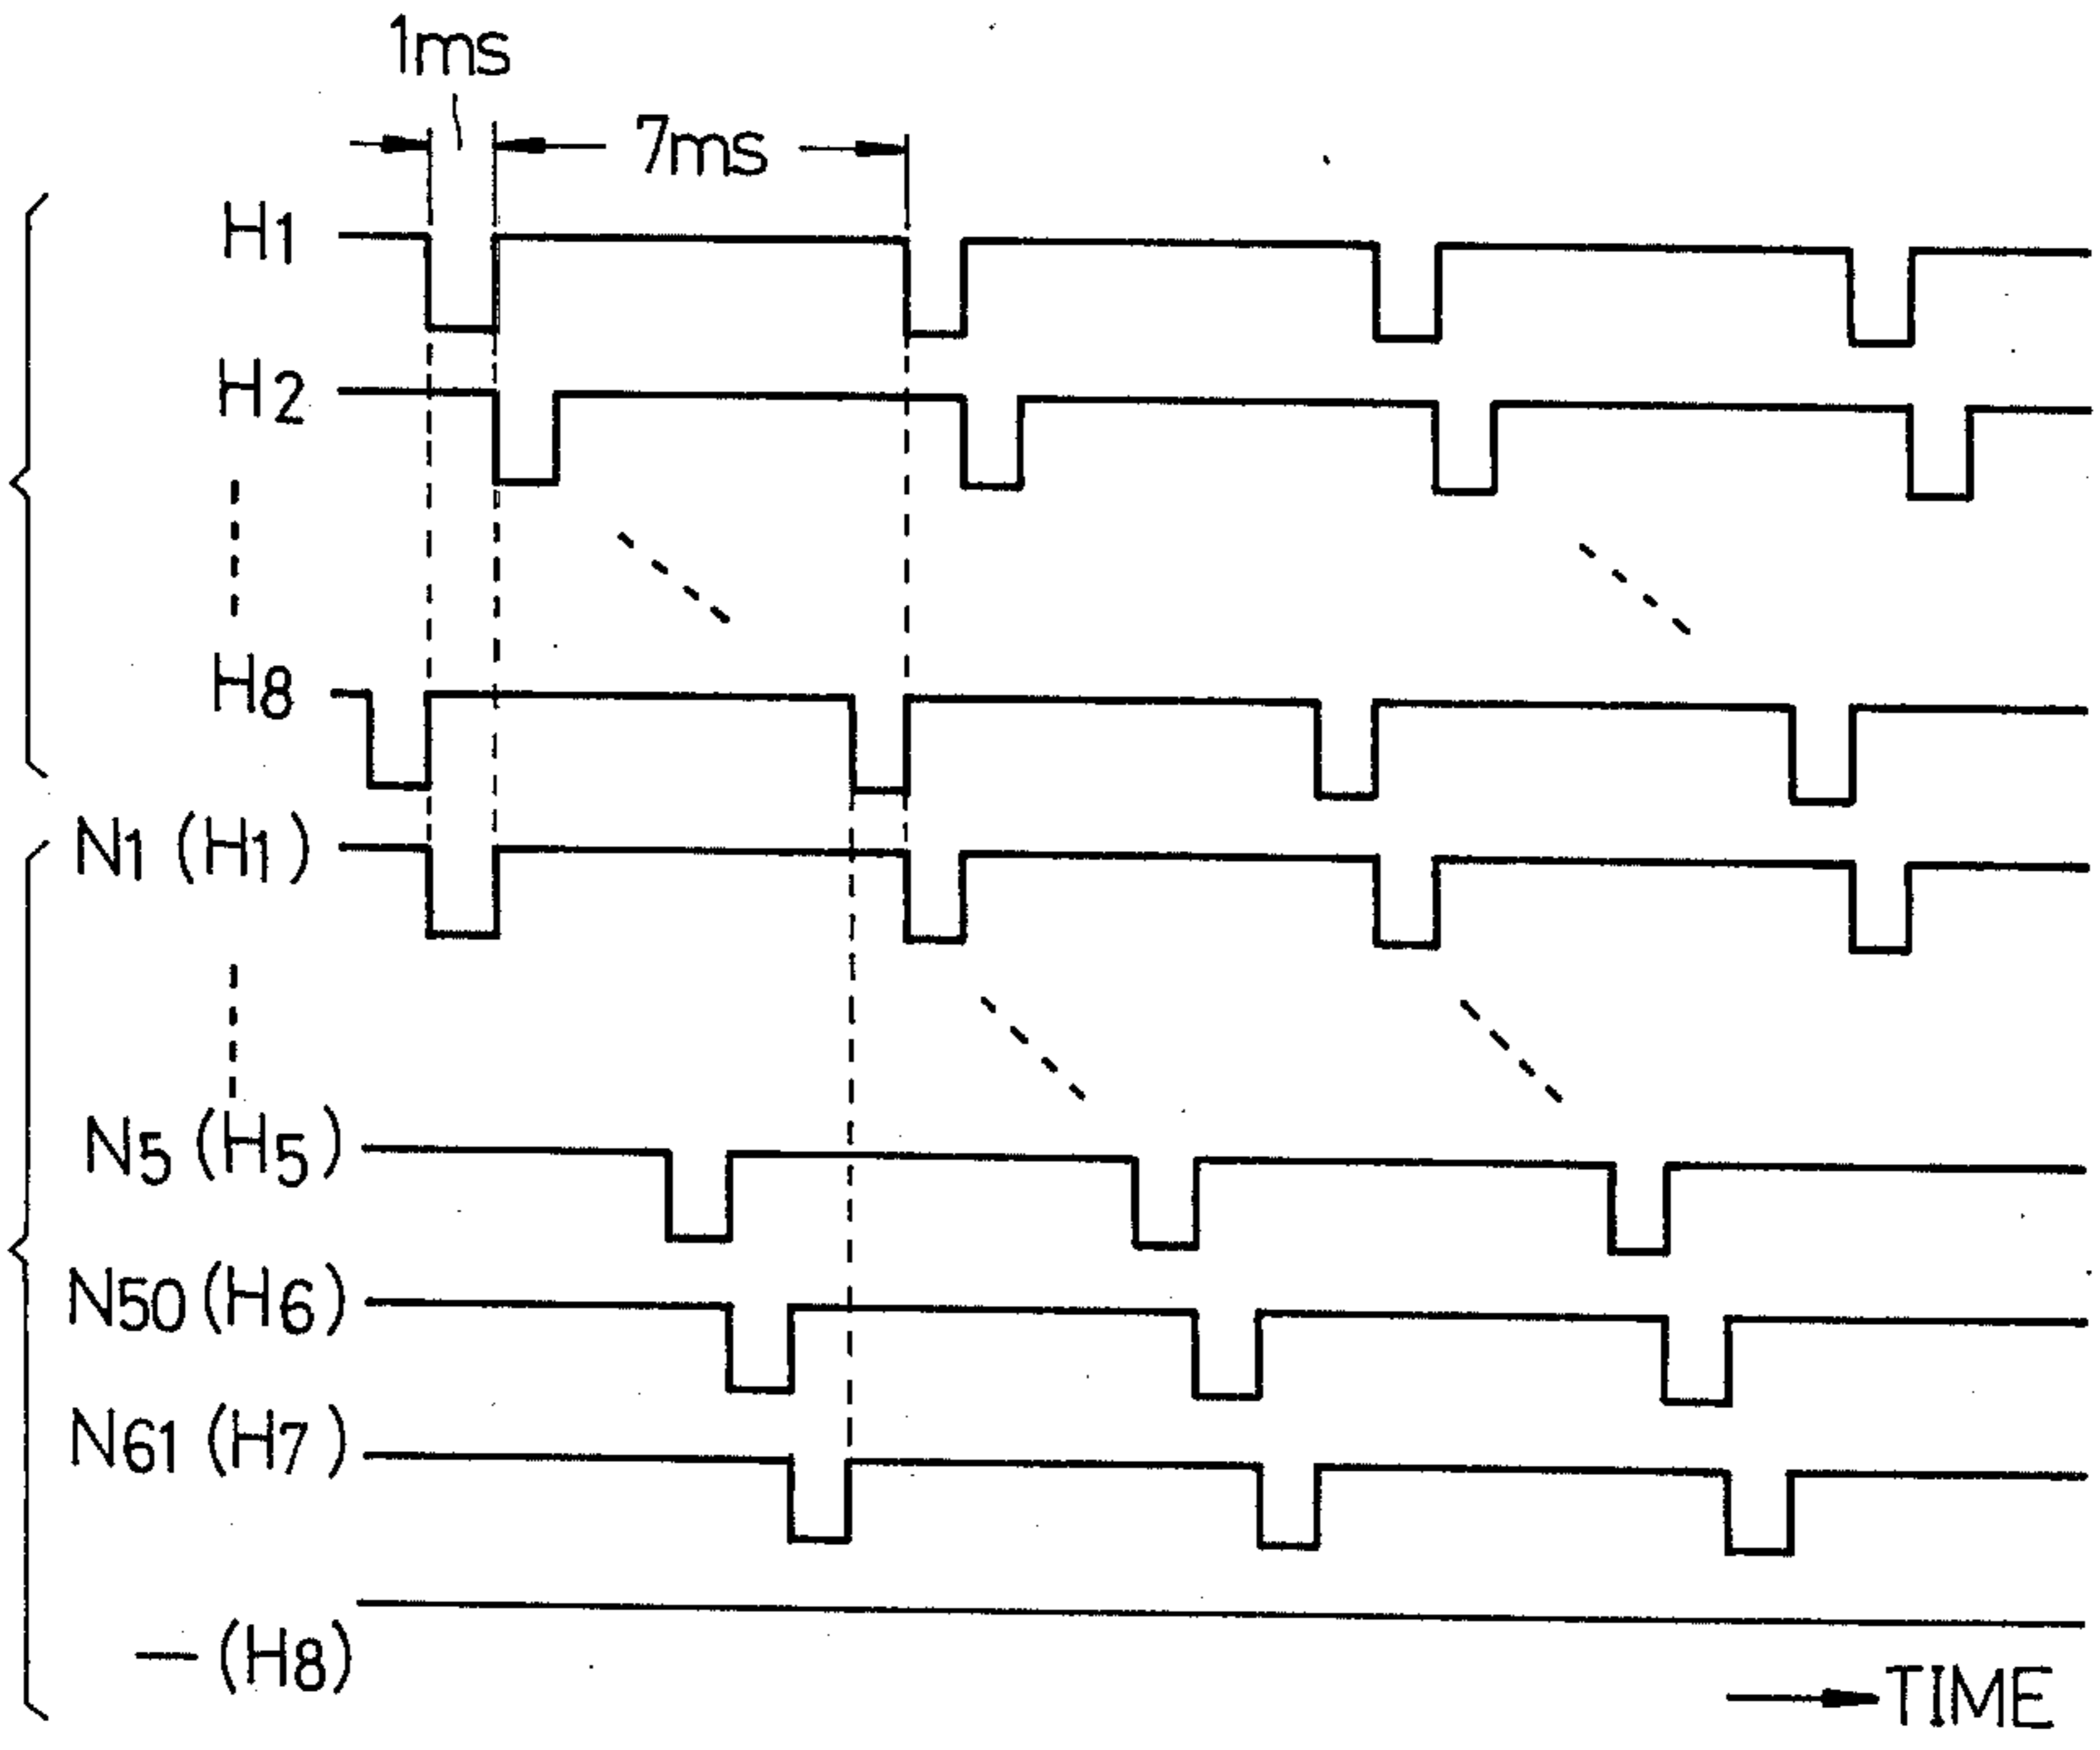 1ms
7ms
H1
H2
H8
N1 (H1)
N5 (H5)
N50 (H6)
N61 (H7)
— (H8)
TIME